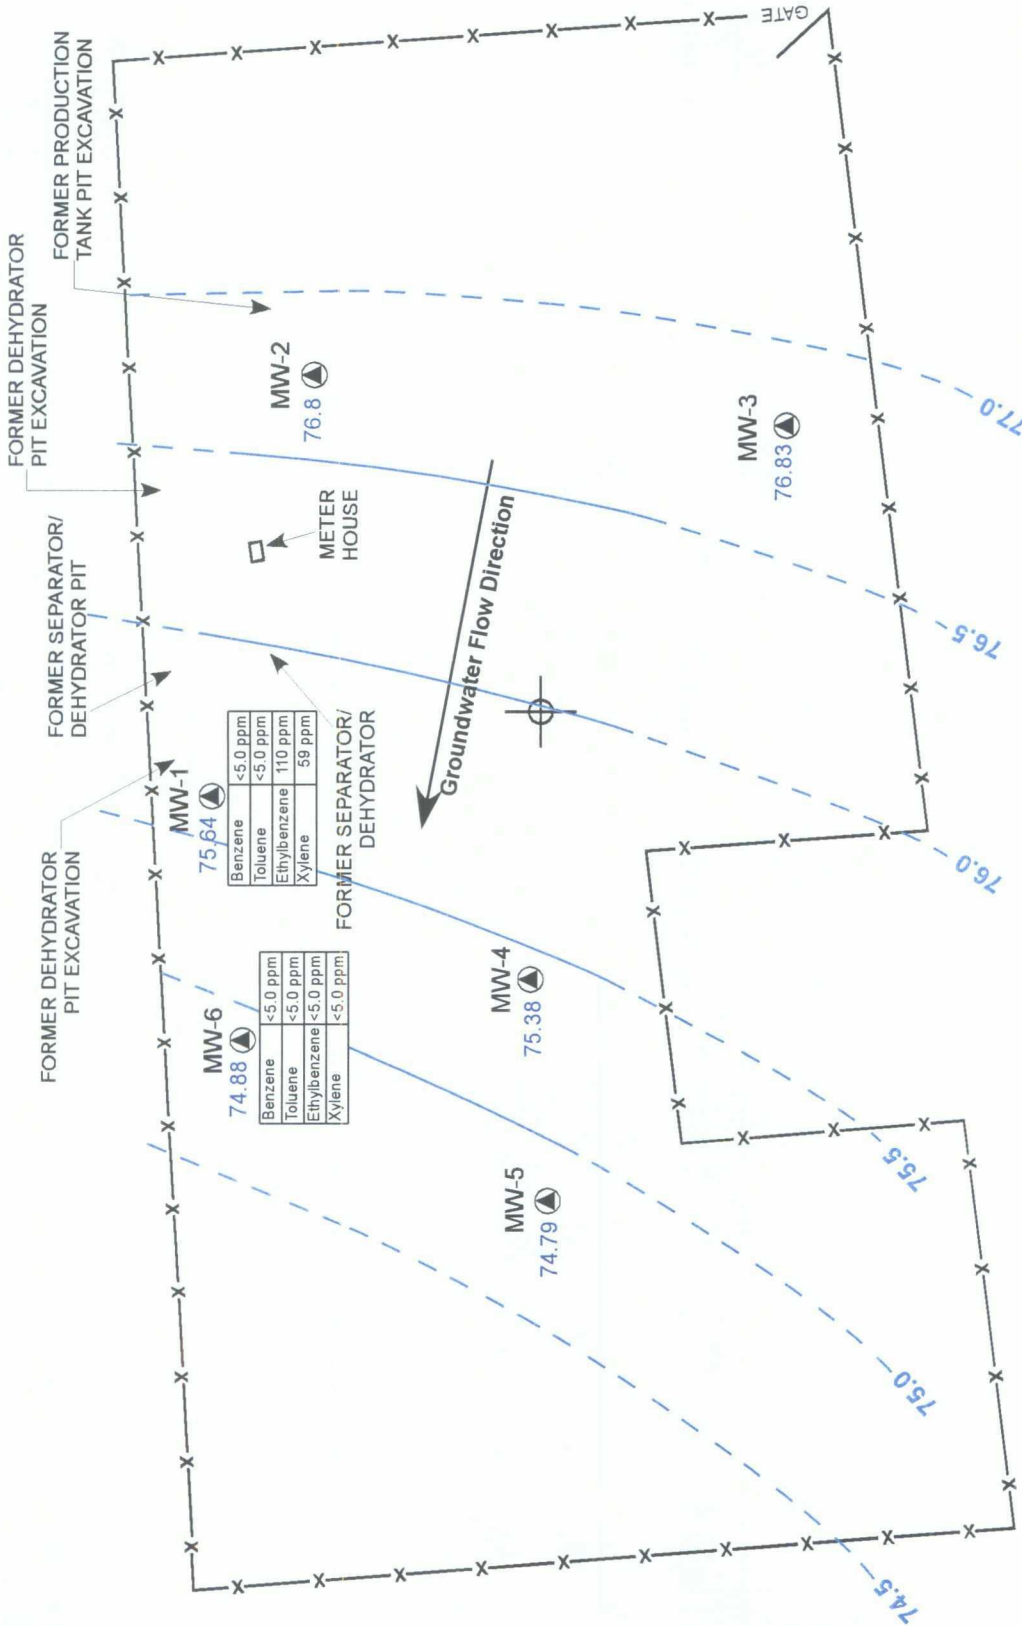 FORMER DEHYDRATOR
PIT EXCAVATION
FORMER SEPARATOR/
DEHYDRATOR PIT
FORMER DEHYDRATOR
PIT EXCAVATION
FORMER PRODUCTION
TANK PIT EXCAVATION
GATE
MW-6
74.88
Benzene <5.0 ppm
Toluene <5.0 ppm
Ethylbenzene <5.0 ppm
Xylene <5.0 ppm
MW-1
75.64
Benzene <5.0 ppm
Toluene <5.0 ppm
Ethylbenzene 110 ppm
Xylene 59 ppm
FORMER SEPARATOR/
DEHYDRATOR
METER
HOUSE
MW-2
76.8
Groundwater Flow Direction
MW-5
74.79
MW-4
75.38
MW-3
76.83
74.5
75.0
75.5
76.0
76.5
77.0